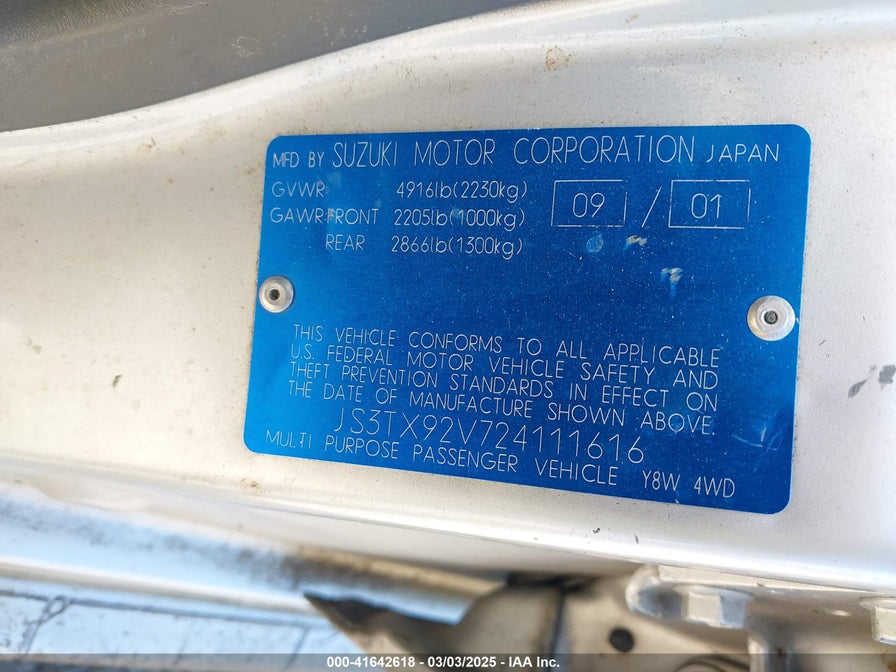 MFD BY SUZUKI MOTOR CORPORATION JAPAN
GVWR 4916lb(2230kg) 09 / 01
GAWR FRONT 2205lb(1000kg)
REAR 2866lb(1300kg)
THIS VEHICLE CONFORMS TO ALL APPLICABLE
U.S. FEDERAL MOTOR VEHICLE SAFETY AND
THEFT PREVENTION STANDARDS IN EFFECT ON
THE DATE OF MANUFACTURE SHOWN ABOVE.
JS3TX92V724111616
MULTI PURPOSE PASSENGER VEHICLE Y8W 4WD
000-41642618 - 03/03/2025 - IAA Inc.